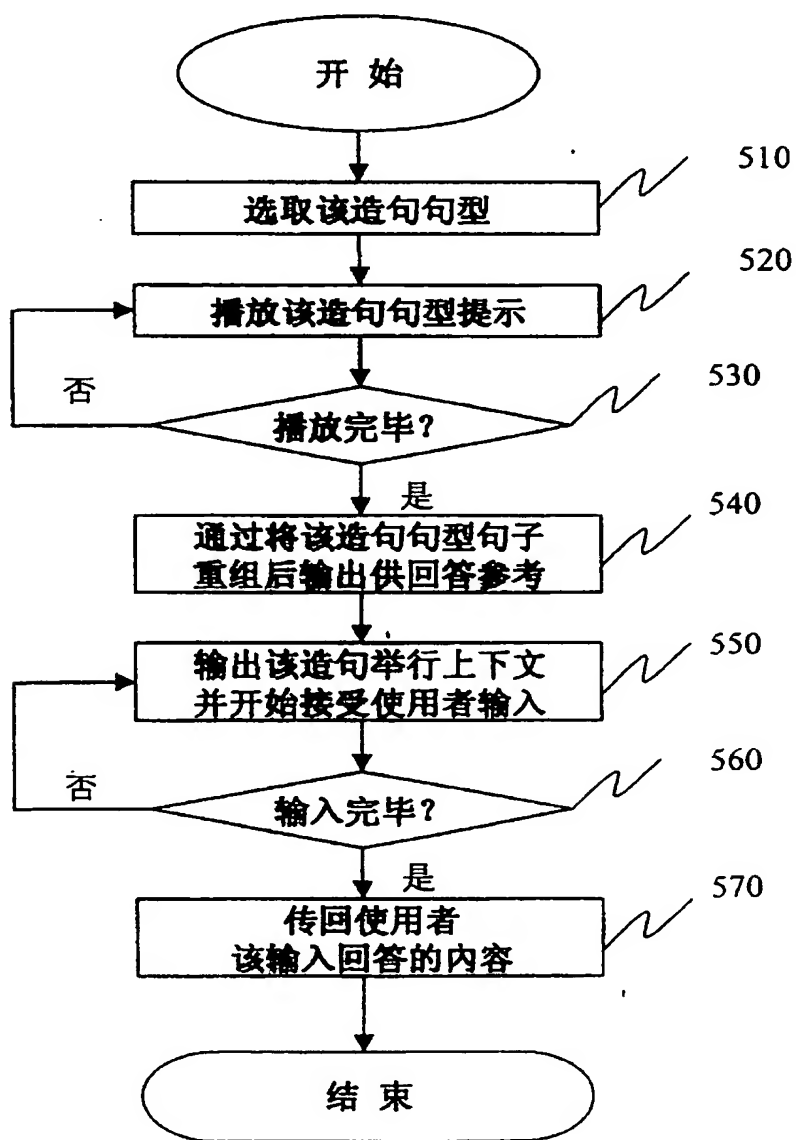 开 始
510
选取该造句句型
520
播放该造句句型提示
530
否
播放完毕?
是
540
通过将该造句句型句子
重组后输出供回答参考
550
输出该造句举行上下文
并开始接受使用者输入
560
否
输入完毕?
是
570
传回使用者
该输入回答的内容
结 束